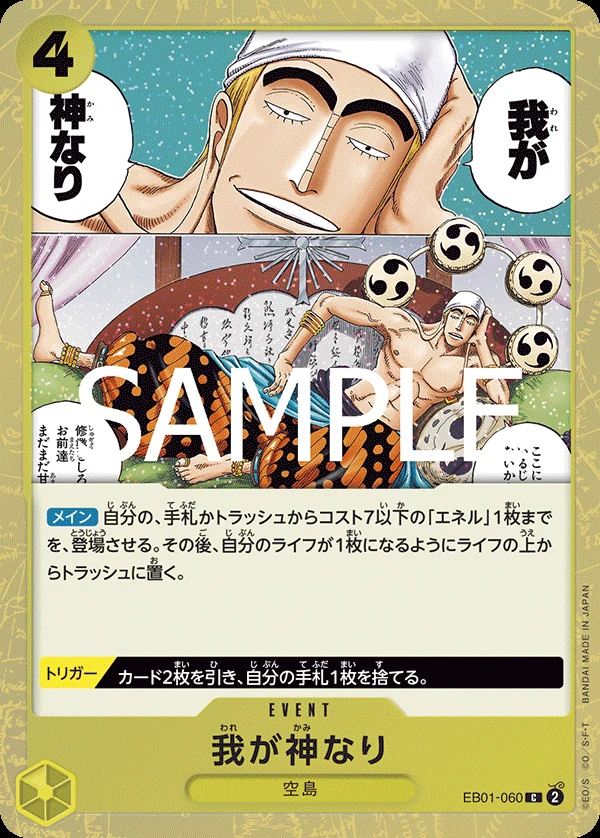 4
我が
神なり
ここに
いるじ
ないか
お前達
まだまだ
SAMPLE
メイン 自分の、手札かトラッシュからコスト7以下の「エネル」1枚まで
を、登場させる。その後、自分のライフが1枚になるようにライフの上か
らトラッシュに置く。
トリガー カード2枚を引き、自分の手札1枚を捨てる。
EVENT
我が神なり
空島
EB01-060 C 2
©E.O/S ©O/S・F・T BANDAI MADE IN JAPAN